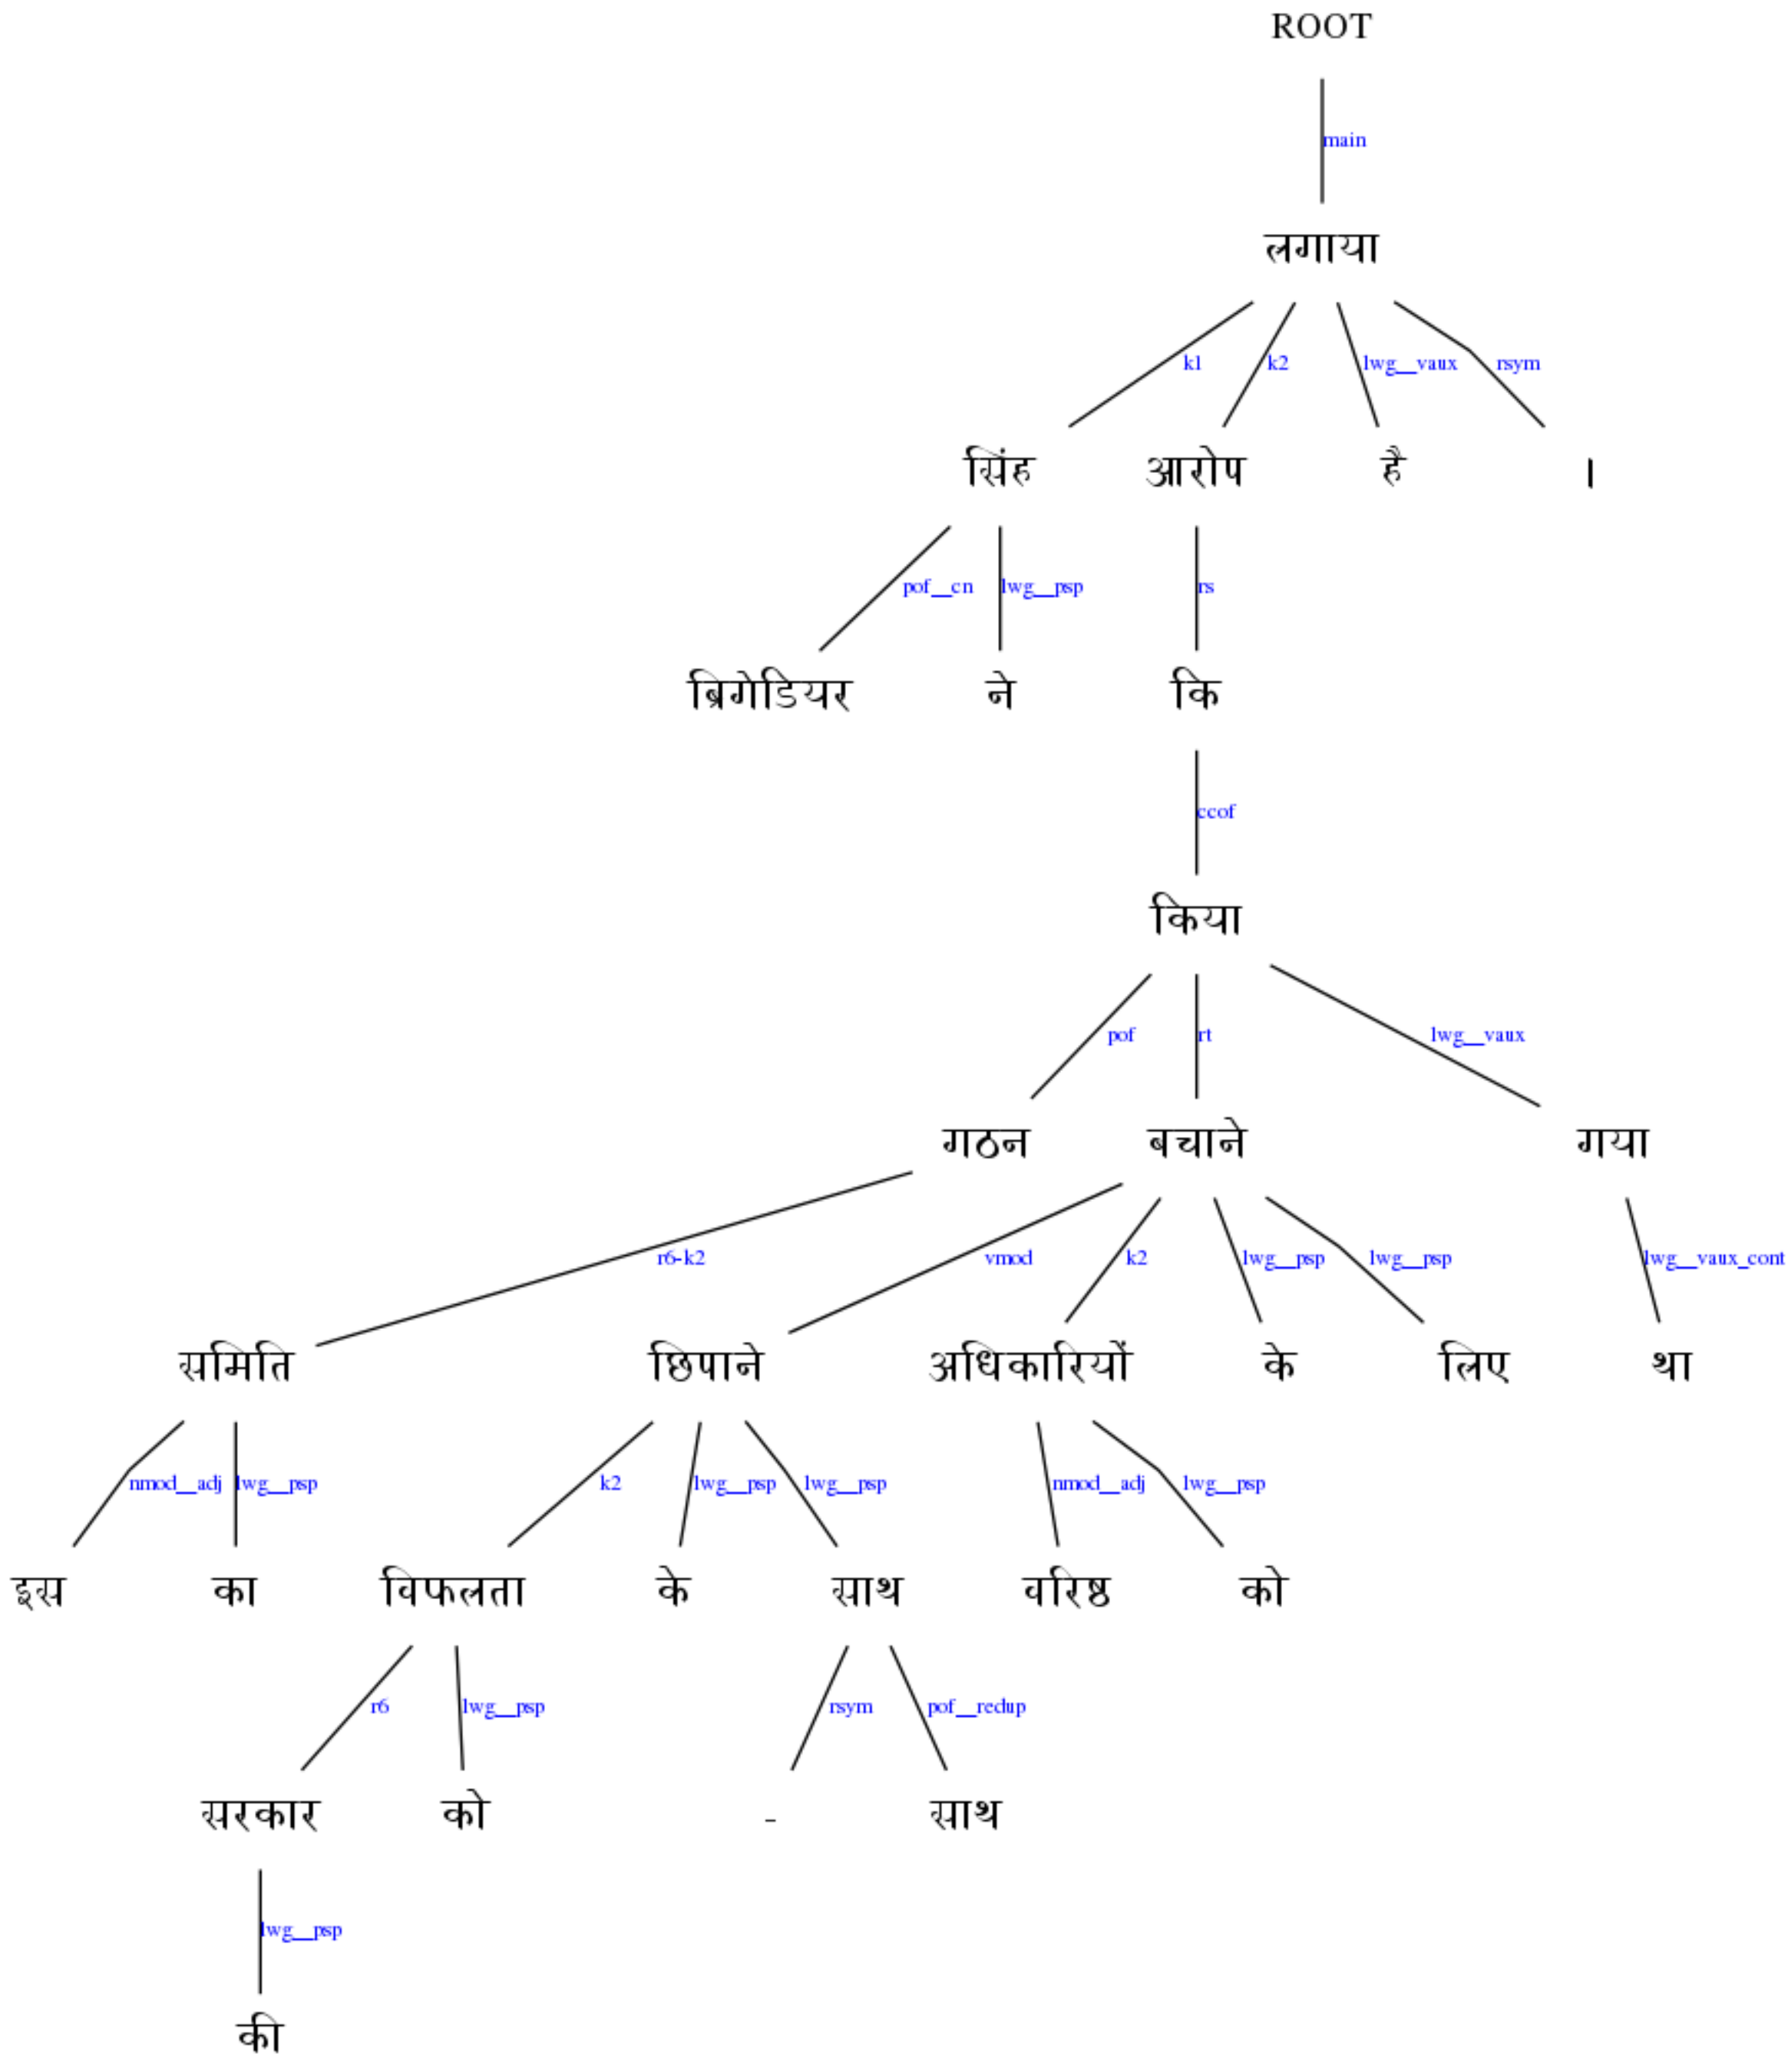 ROOT
main
लगाया
k1 k2 lwg__vaux rsym
सिंह आरोप है ।
pof__cn lwg__psp rs
ब्रिगेडियर ने कि
ccof
किया
pof rt lwg__vaux
गठन बचाने गया
r6-k2 vmod k2 lwg__psp lwg__psp lwg__vaux_cont
समिति छिपाने अधिकारियों के लिए था
nmod__adj lwg__psp k2 lwg__psp lwg__psp nmod__adj lwg__psp
इस का विफलता के साथ वरिष्ठ को
r6 lwg__psp rsym pof__redup
सरकार को - साथ
lwg__psp
की